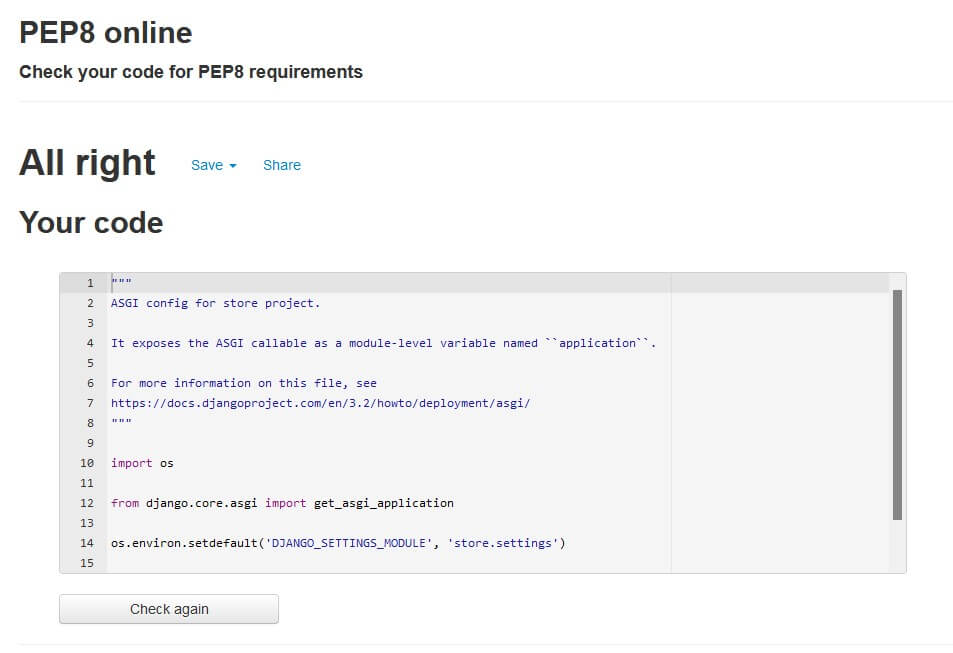 PEP8 online
Check your code for PEP8 requirements
All right Save Share
Your code
1 """
2 ASGI config for store project.
3
4 It exposes the ASGI callable as a module-level variable named ``application``.
5
6 For more information on this file, see
7 https://docs.djangoproject.com/en/3.2/howto/deployment/asgi/
8 """
9
10 import os
11
12 from django.core.asgi import get_asgi_application
13
14 os.environ.setdefault('DJANGO_SETTINGS_MODULE', 'store.settings')
15
Check again